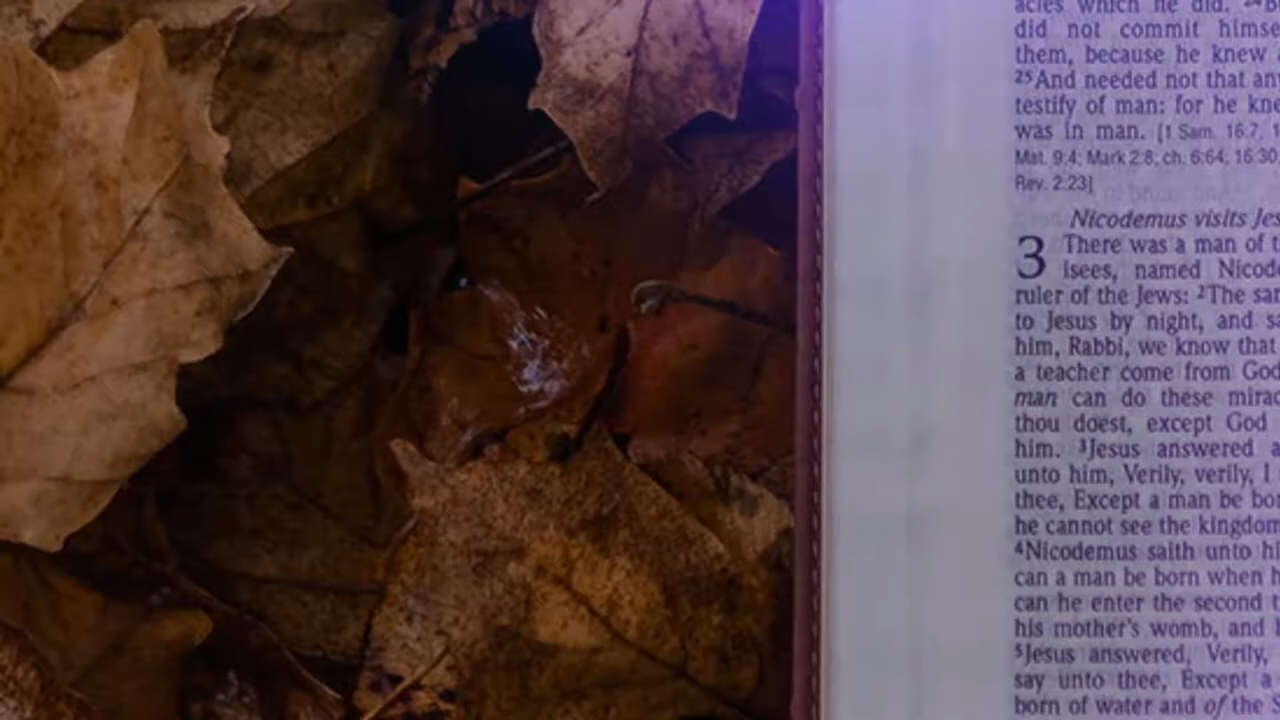 acles which he did. 24B
did not commit himse
them, because he knew a
25And needed not that an
testify of man: for he kno
was in man. [1 Sam. 16:7, 1
Mat. 9:4; Mark 2:8; ch. 6:64; 16:30
Rev. 2:23]
Nicodemus visits Jes
3 There was a man of t
isees, named Nicode
ruler of the Jews: 2The sam
to Jesus by night, and sa
him, Rabbi, we know that
a teacher come from God
man can do these mirac
thou doest, except God
him. 3Jesus answered a
unto him, Verily, verily, I
thee, Except a man be bo
he cannot see the kingdom
4Nicodemus saith unto hi
can a man be born when h
can he enter the second t
his mother's womb, and b
5Jesus answered, Verily,
say unto thee, Except a
born of water and of the S